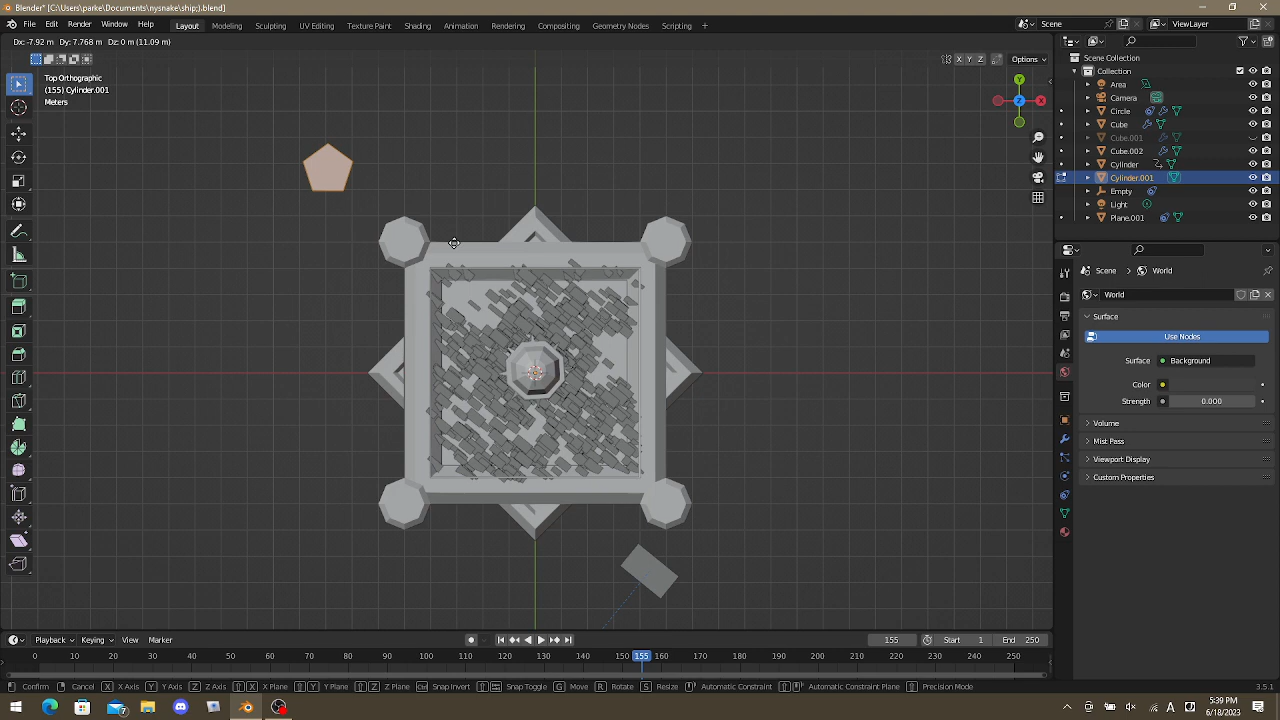 Blender* [C:\Users\parke\Documents\nysnake\ship;).blend]
File Edit Render Window Help Layout Modeling Sculpting UV Editing Texture Paint Shading Animation Rendering Compositing Geometry Nodes Scripting + Scene ViewLayer
Dx: -7.92 m Dy: 7.768 m Dz: 0 m (11.09 m)
X Y Z Options
Top Orthographic
(155) Cylinder.001
Meters
Y
Z
X
Scene Collection
Collection
Area
Camera
Circle
Cube
Cube.001
Cube.002
Cylinder
Cylinder.001
Empty
Light
Plane.001
Scene > World
World
Surface
Use Nodes
Surface Background
Color
Strength 0.000
Volume
Mist Pass
Viewport Display
Custom Properties
Playback Keying View Marker 155 Start 1 End 250
0 10 20 30 40 50 60 70 80 90 100 110 120 130 140 150 155 160 170 180 190 200 210 220 230 240 250
Confirm Cancel X X Axis Y Y Axis Z Z Axis X X Plane Y Y Plane Z Z Plane Ctrl Snap Invert Snap Toggle G Move R Rotate S Resize Automatic Constraint Automatic Constraint Plane Precision Mode 3.5.1
7 A 5:39 PM
6/18/2023